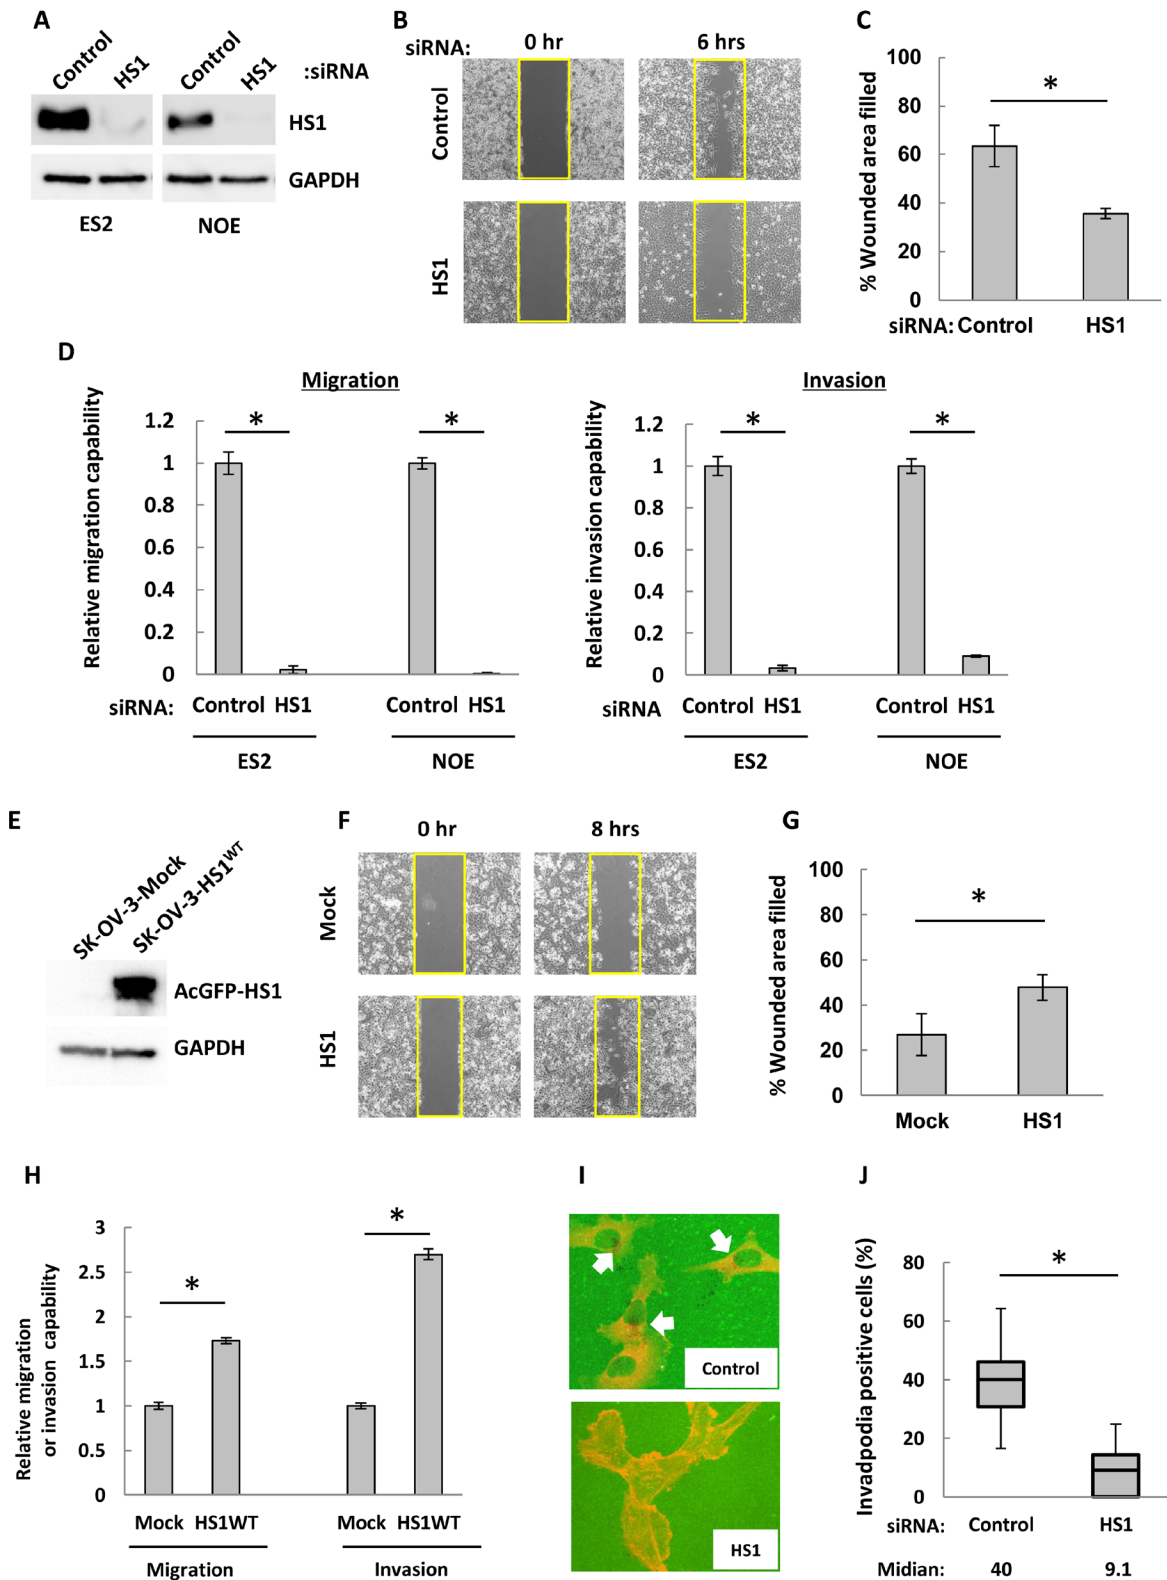 A
Control
HS1
Control
HS1
:siRNA
HS1
GAPDH
ES2
NOE
B
siRNA:
0 hr
6 hrs
Control
HS1
C
% Wounded area filled
100
80
60
40
20
0
*
siRNA: Control
HS1
D
Migration
Relative migration capability
1.2
1
0.8
0.6
0.4
0.2
0
*
*
siRNA:
Control HS1
Control HS1
ES2
NOE
Invasion
Relative invasion capability
1.2
1
0.8
0.6
0.4
0.2
0
*
*
siRNA
Control HS1
Control HS1
ES2
NOE
E
SK-OV-3-Mock
SK-OV-3-HS1WT
AcGFP-HS1
GAPDH
F
0 hr
8 hrs
Mock
HS1
G
% Wounded area filled
100
80
60
40
20
0
*
Mock
HS1
H
Relative migration
or invasion capability
3
2.5
2
1.5
1
0.5
0
*
*
Mock HS1WT
Mock HS1WT
Migration
Invasion
I
Control
HS1
J
Invadpodia positive cells (%)
80
60
40
20
0
*
siRNA:
Control
HS1
Midian:
40
9.1